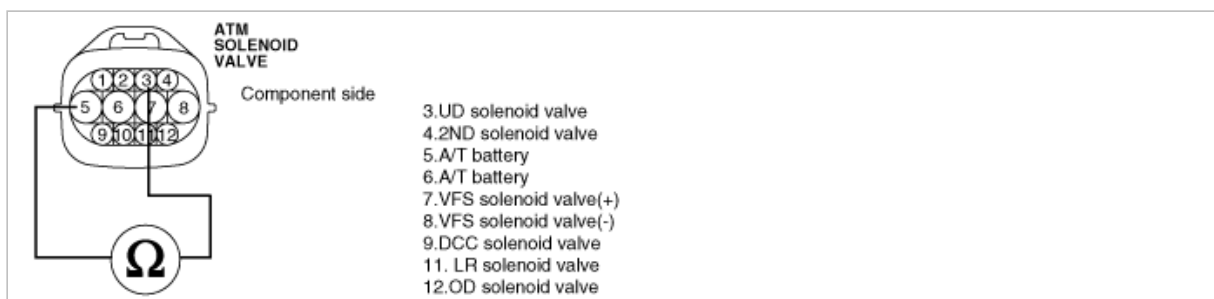 ATM
SOLENOID
VALVE
Component side
1 2 3 4
5 6 7 8
9 10 11 12
Ω
3.UD solenoid valve
4.2ND solenoid valve
5.A/T battery
6.A/T battery
7.VFS solenoid valve(+)
8.VFS solenoid valve(-)
9.DCC solenoid valve
11. LR solenoid valve
12.OD solenoid valve